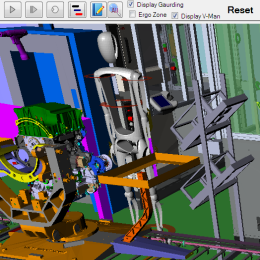 Display Gaurding
Ergo Zone
Display V-Man
Reset